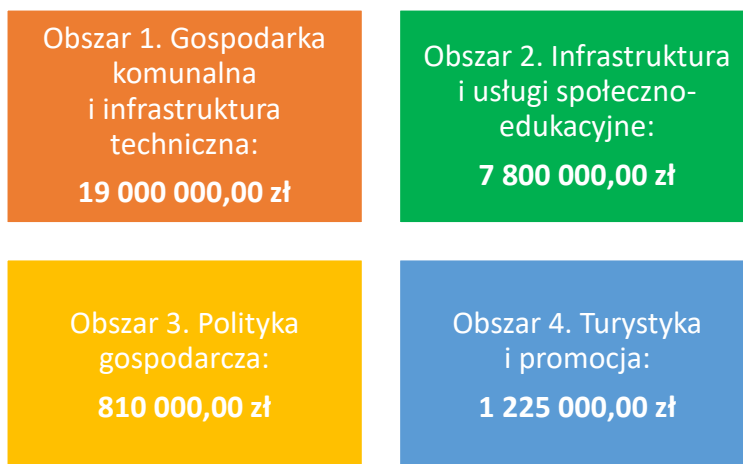 Obszar 1. Gospodarka
komunalna
i infrastruktura
techniczna:
19 000 000,00 zł
Obszar 2. Infrastruktura
i usługi społeczno-
edukacyjne:
7 800 000,00 zł
Obszar 3. Polityka
gospodarcza:
810 000,00 zł
Obszar 4. Turystyka
i promocja:
1 225 000,00 zł